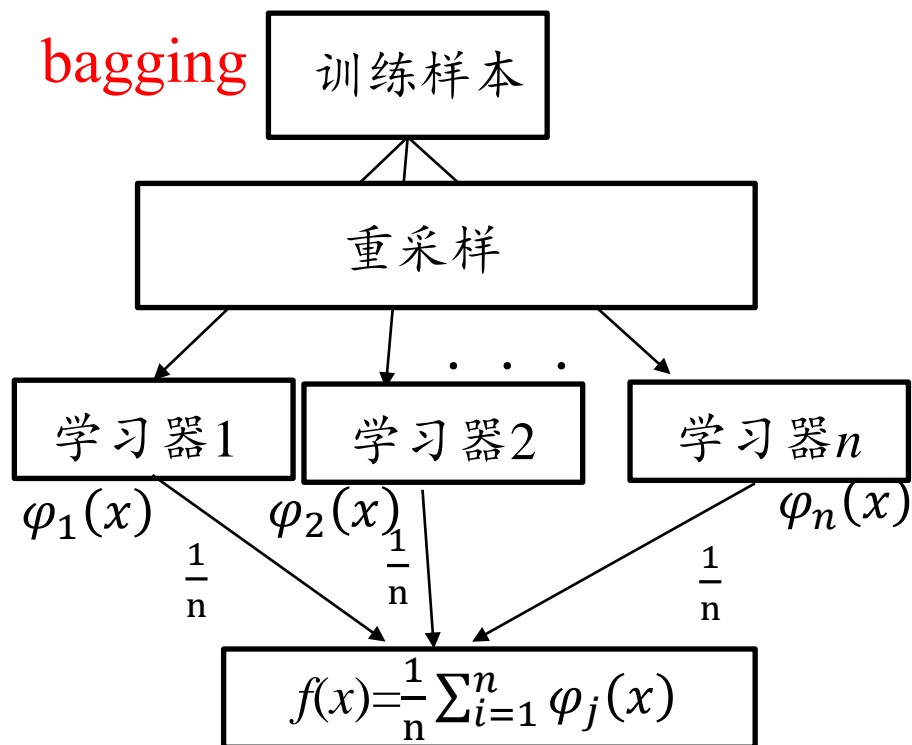 bagging
训练样本
重采样
. . .
学习器1
学习器2
学习器n
φ₁(x)
φ₂(x)
φₙ(x)
1/n
1/n
1/n
f(x)=1/n ∑ⁿᵢ₌₁ φⱼ(x)